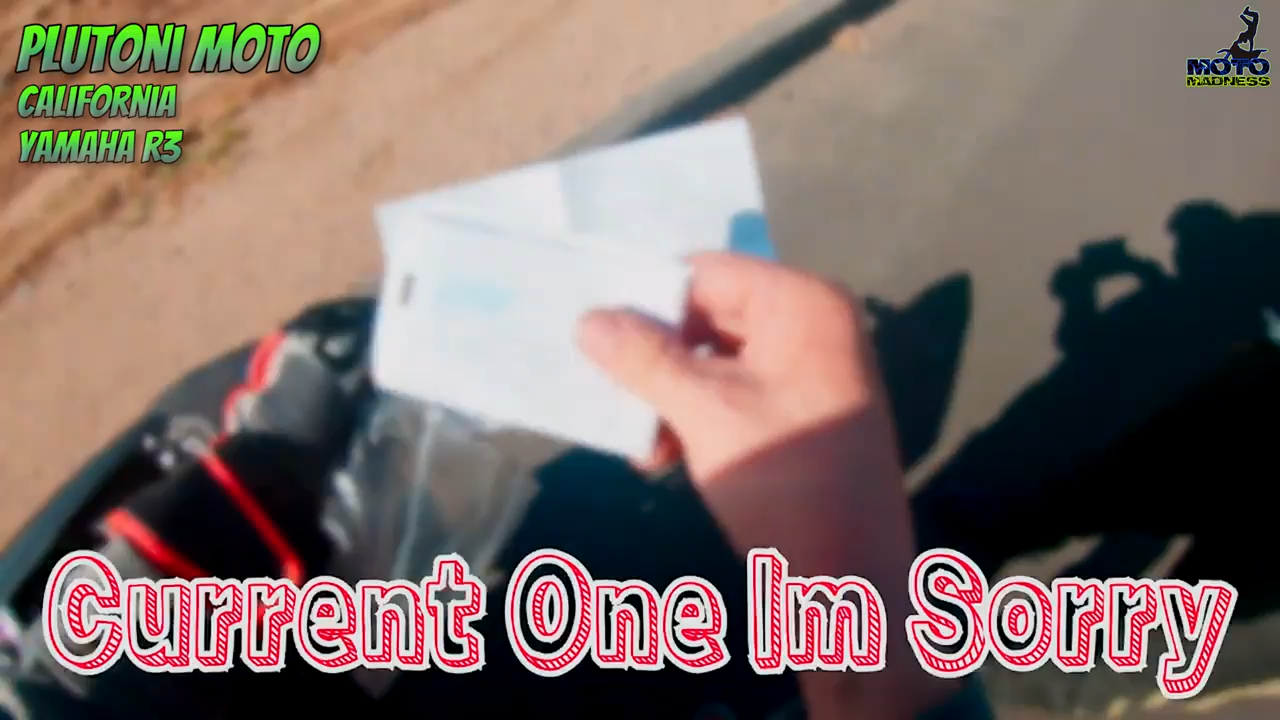 PLUTONI MOTO
CALIFORNIA
YAMAHA R3
MOTO
MADNESS
Current One Im Sorry